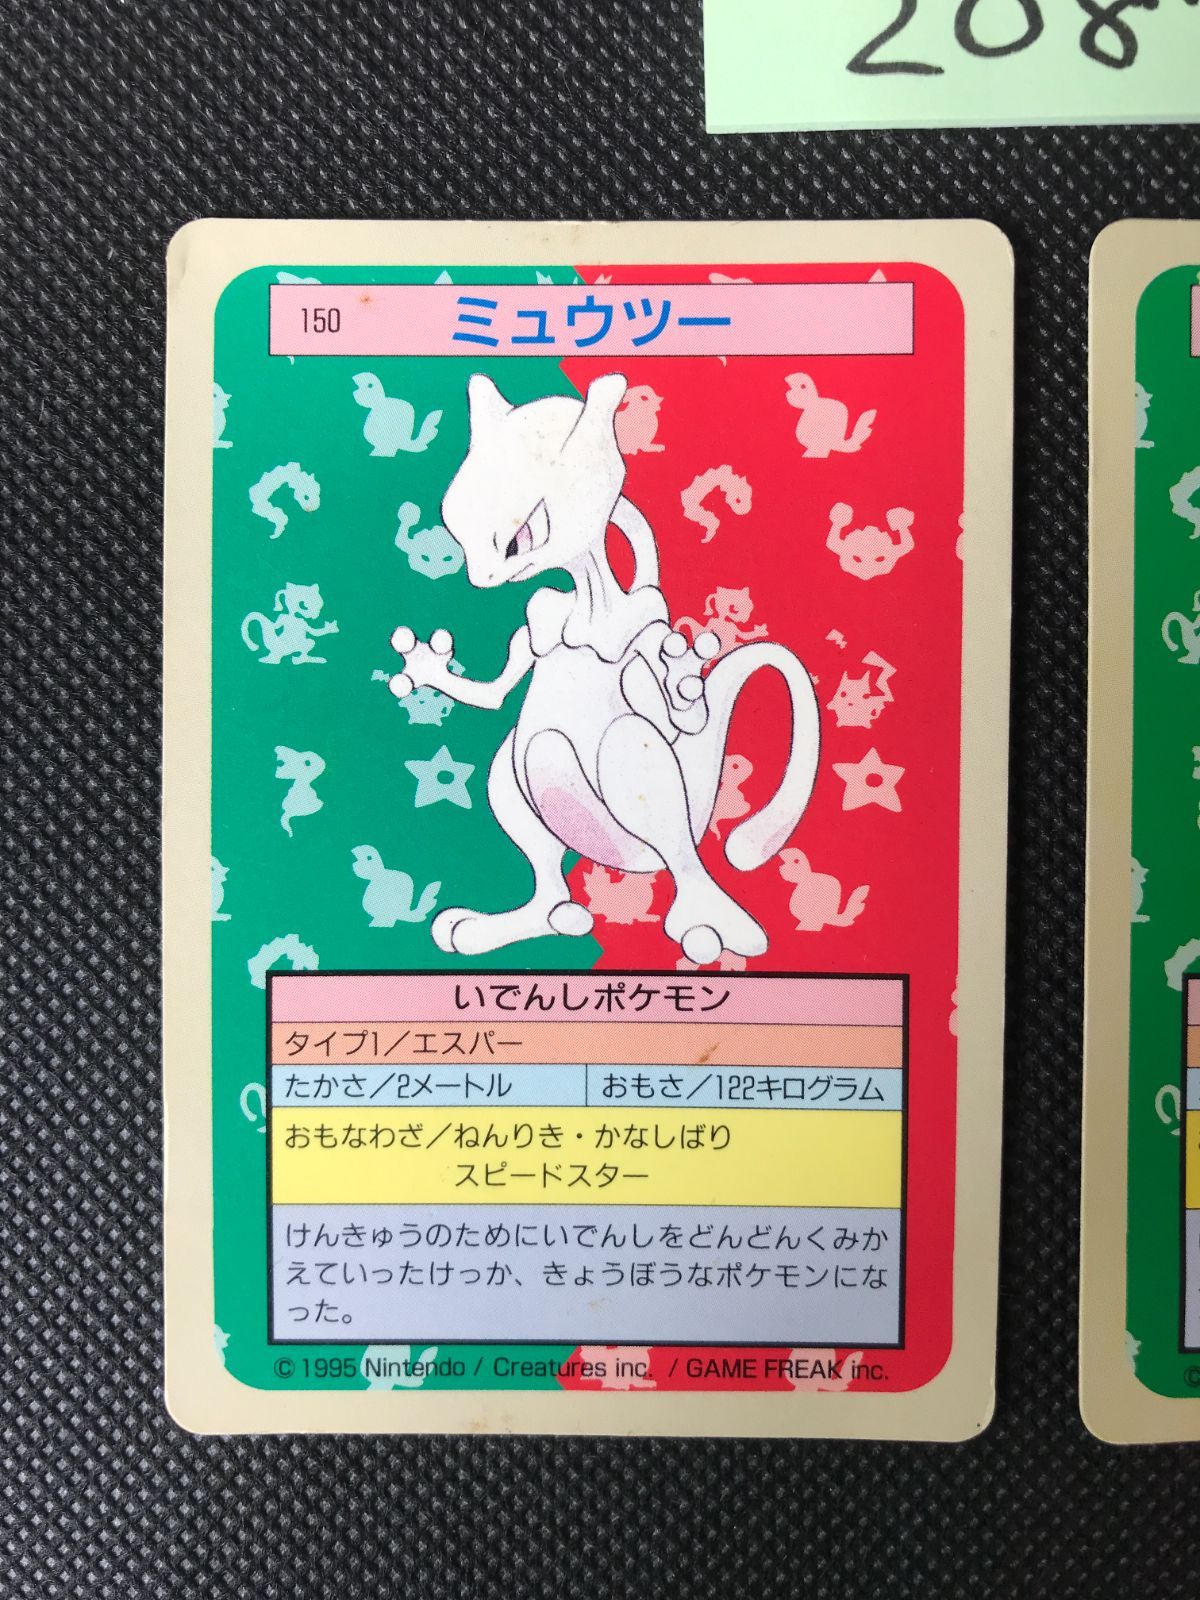 208
150
ミュウツー
いでんしポケモン
タイプ1/エスパー
たかさ/2メートル
おもさ/122キログラム
おもなわざ/ねんりき・かなしばり
スピードスター
けんきゅうのためにいでんしをどんどんくみか
えていったけっか、きょうぼうなポケモンにな
った。
© 1995 Nintendo / Creatures inc. / GAME FREAK inc.